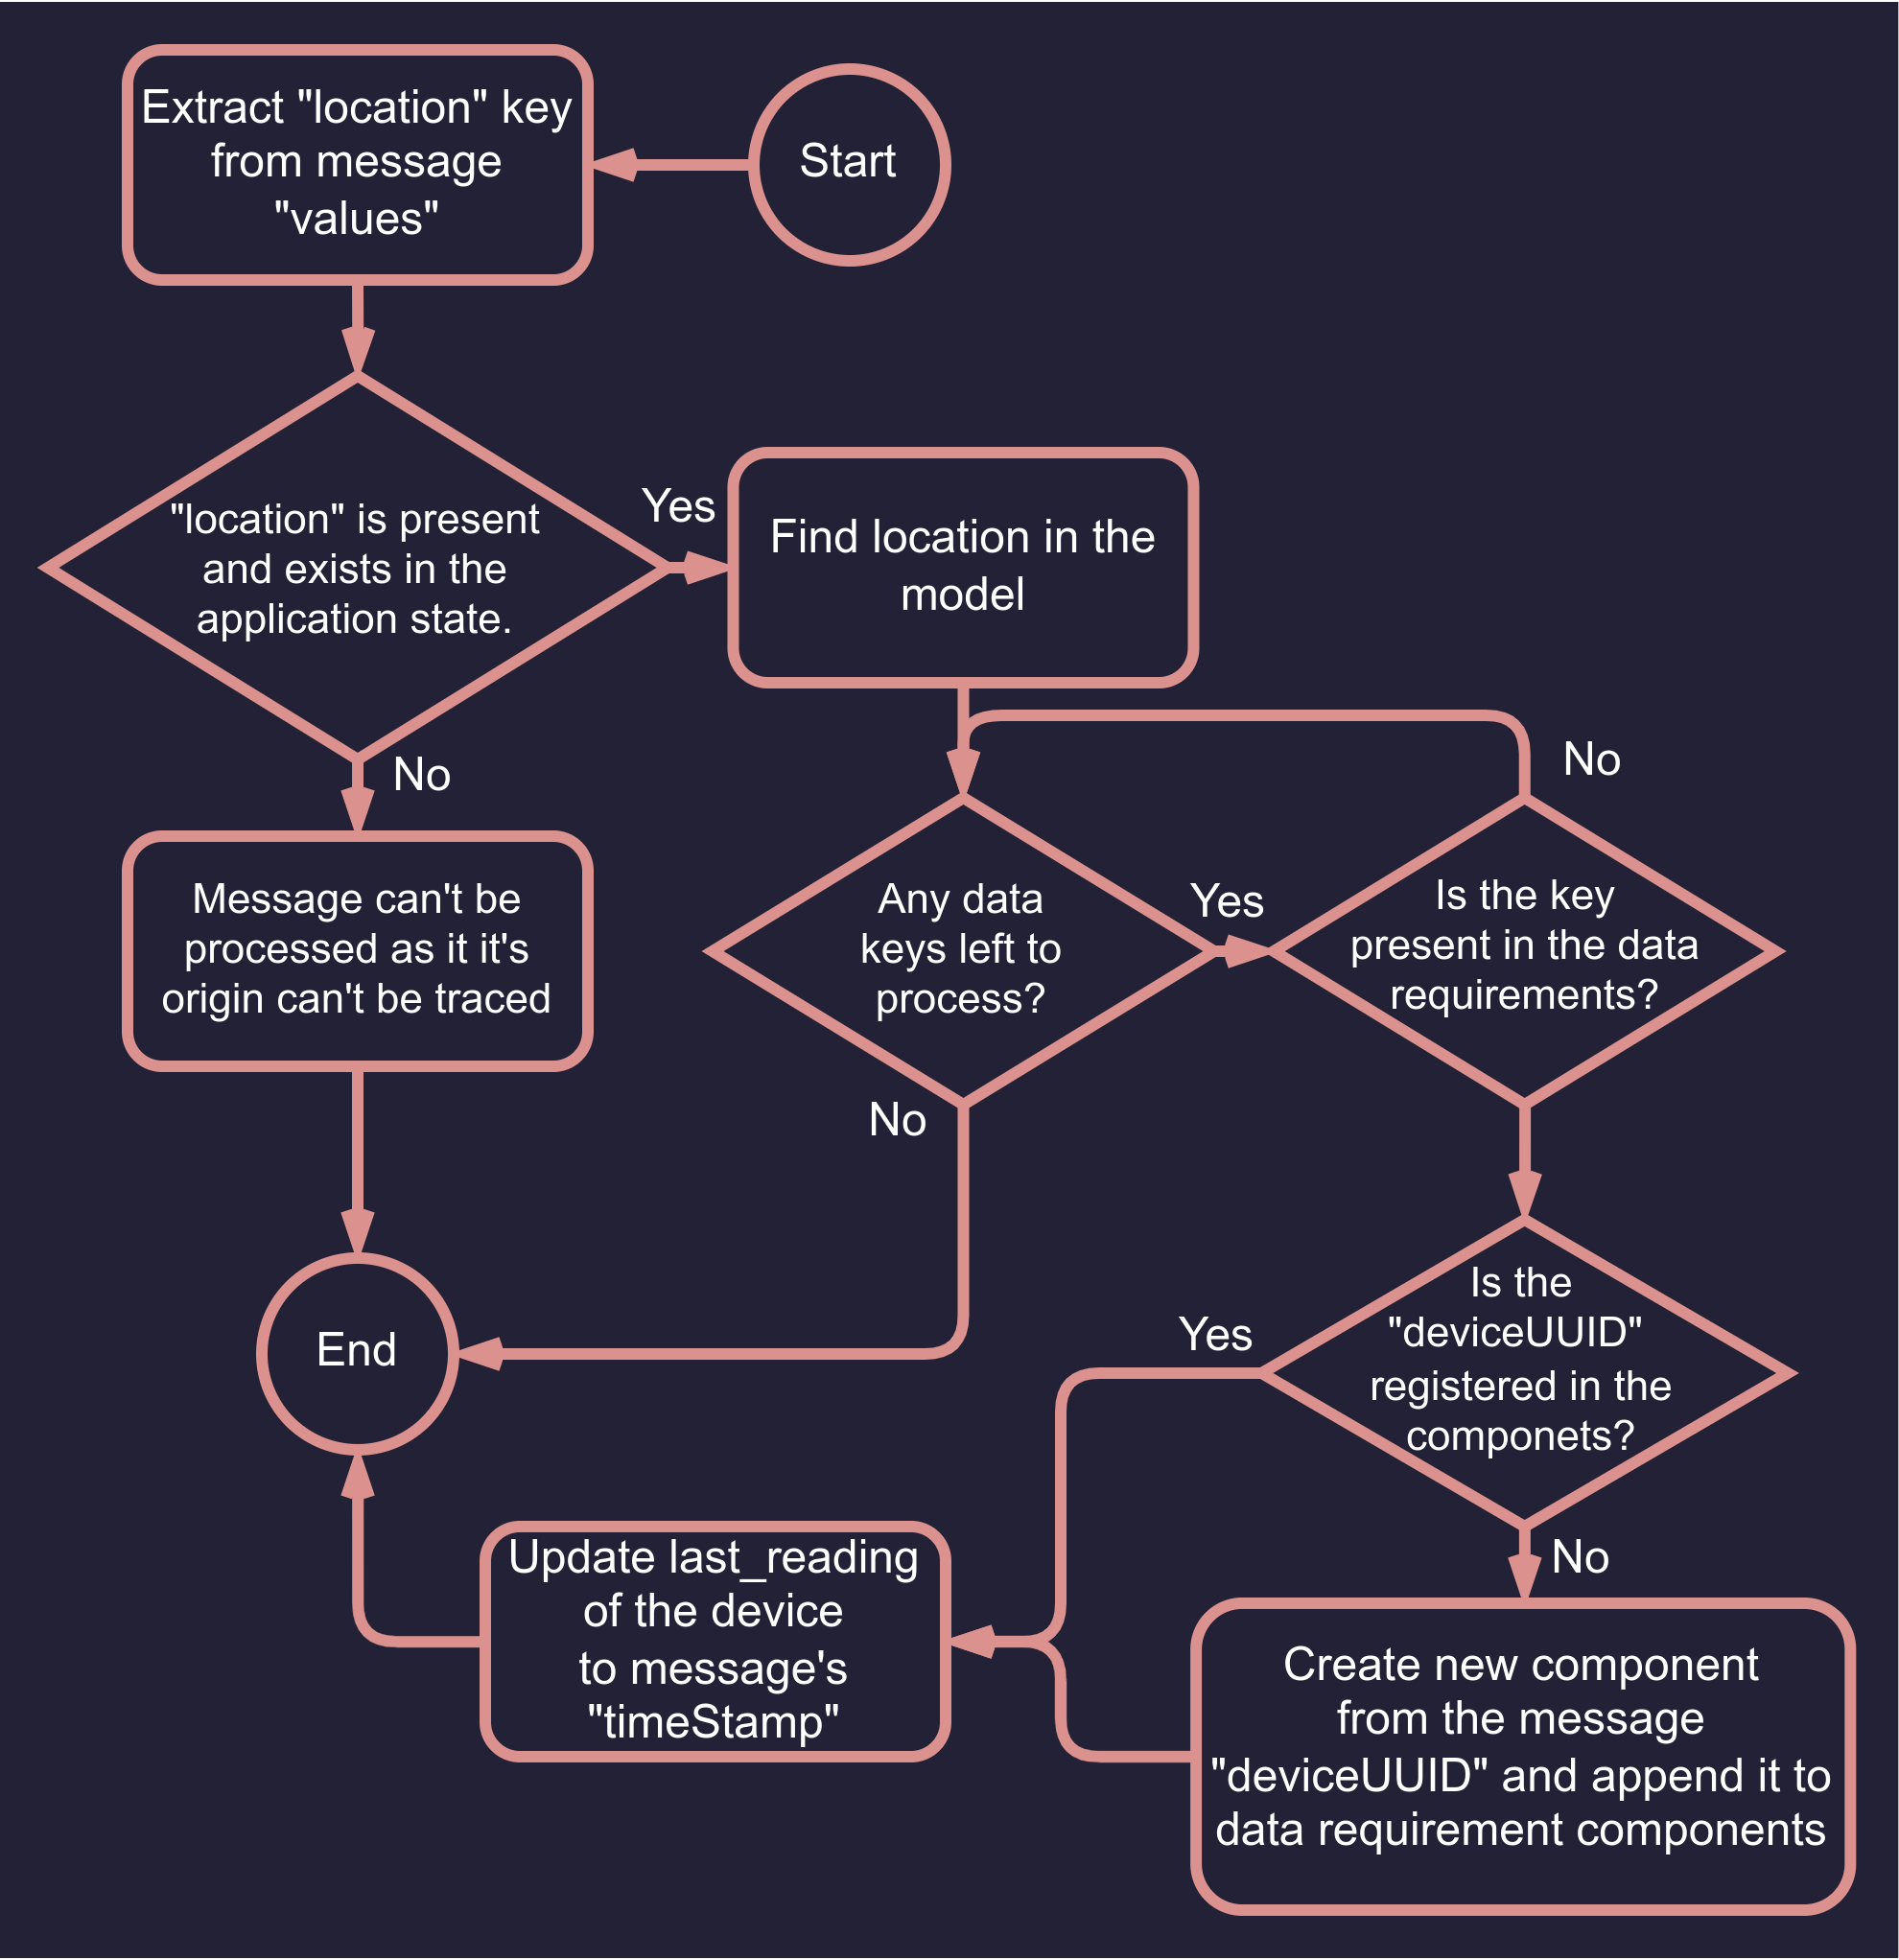 Start
Extract "location" key
from message
"values"
"location" is present
and exists in the
application state.
Yes
Find location in the
model
No
Message can't be
processed as it it's
origin can't be traced
Any data
keys left to
process?
Yes
Is the key
present in the data
requirements?
No
No
Is the
"deviceUUID"
registered in the
componets?
Yes
No
End
Update last_reading
of the device
to message's
"timeStamp"
Create new component
from the message
"deviceUUID" and append it to
data requirement components